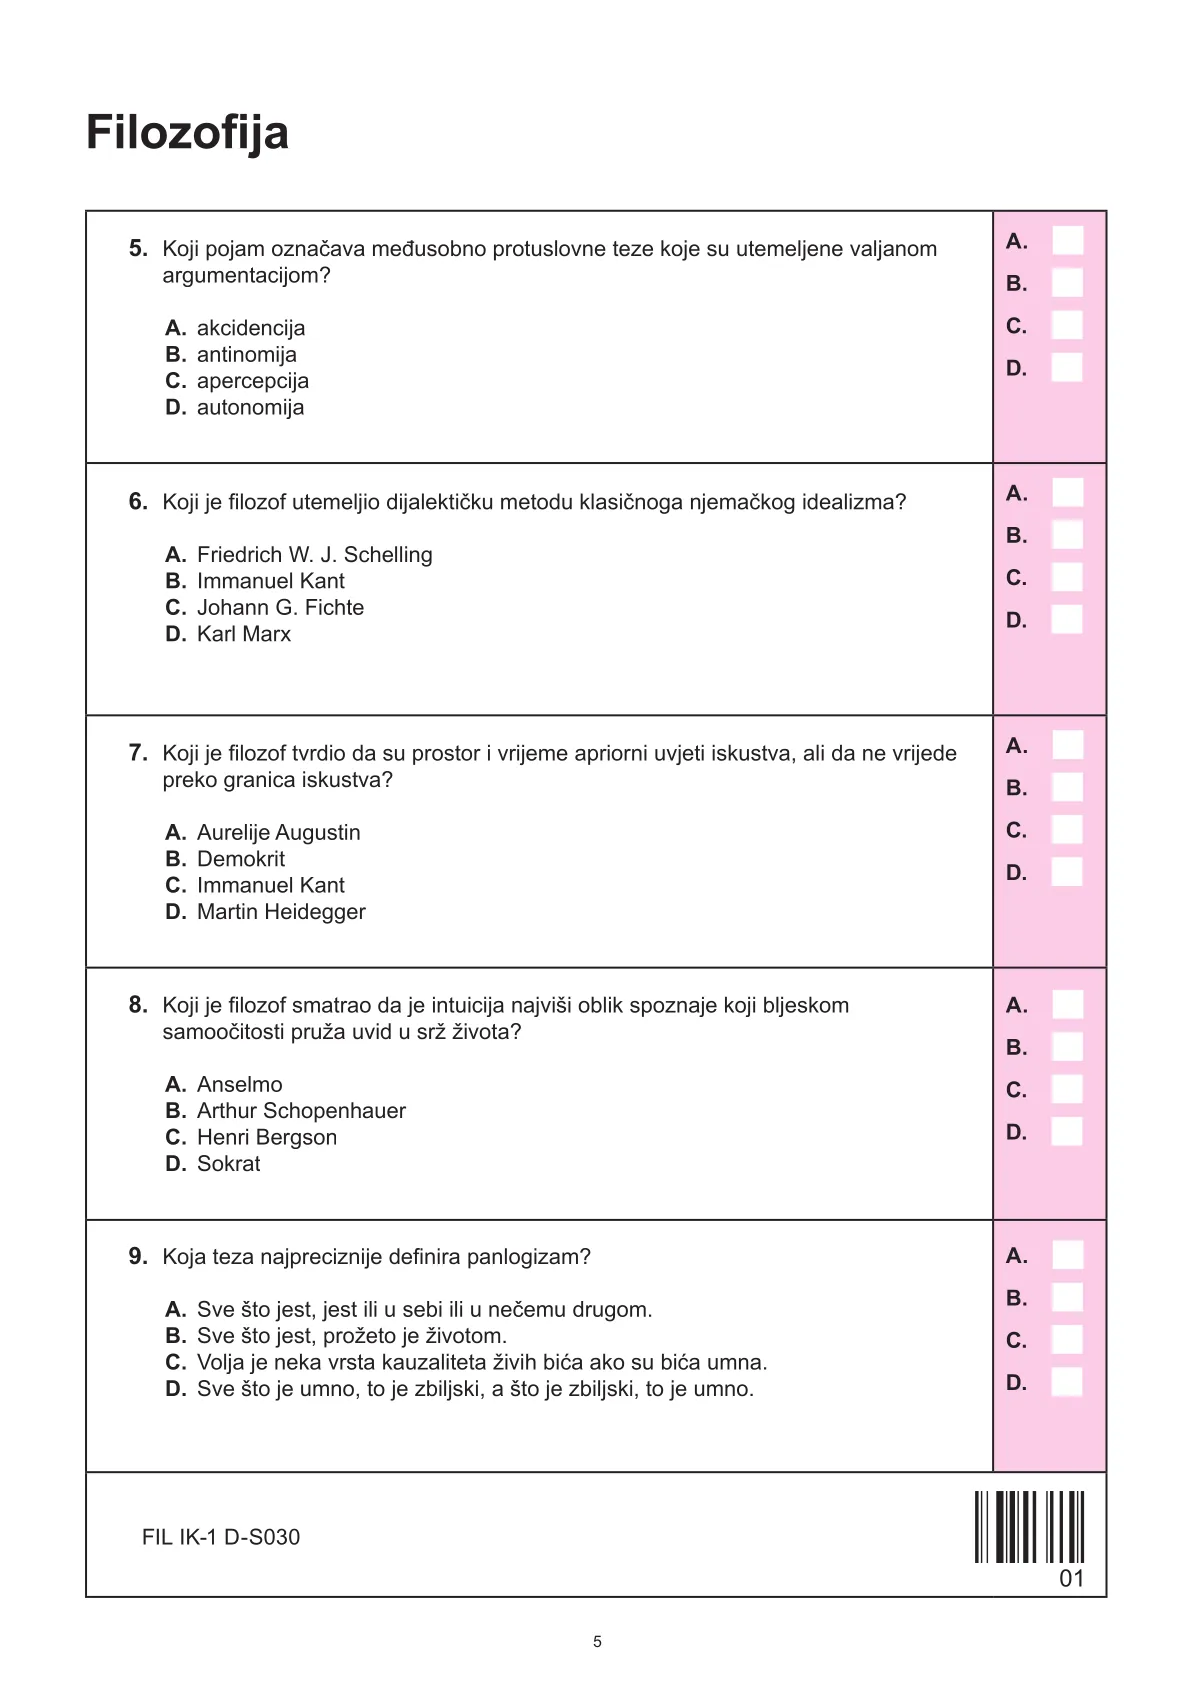 Filozofija
5. Koji pojam označava međusobno protuslovne teze koje su utemeljene valjanom
argumentacijom?
A. akcidencija
B. antinomija
C. apercepcija
D. autonomija
A.
B.
C.
D.
6. Koji je filozof utemeljio dijalektičku metodu klasičnoga njemačkog idealizma?
A. Friedrich W. J. Schelling
B. Immanuel Kant
C. Johann G. Fichte
D. Karl Marx
A.
B.
C.
D.
7. Koji je filozof tvrdio da su prostor i vrijeme apriorni uvjeti iskustva, ali da ne vrijede
preko granica iskustva?
A. Aurelije Augustin
B. Demokrit
C. Immanuel Kant
D. Martin Heidegger
A.
B.
C.
D.
8. Koji je filozof smatrao da je intuicija najviši oblik spoznaje koji bljeskom
samoočitosti pruža uvid u srž života?
A. Anselmo
B. Arthur Schopenhauer
C. Henri Bergson
D. Sokrat
A.
B.
C.
D.
9. Koja teza najpreciznije definira panlogizam?
A. Sve što jest, jest ili u sebi ili u nečemu drugom.
B. Sve što jest, prožeto je životom.
C. Volja je neka vrsta kauzaliteta živih bića ako su bića umna.
D. Sve što je umno, to je zbiljski, a što je zbiljski, to je umno.
A.
B.
C.
D.
FIL IK-1 D-S030
01
5